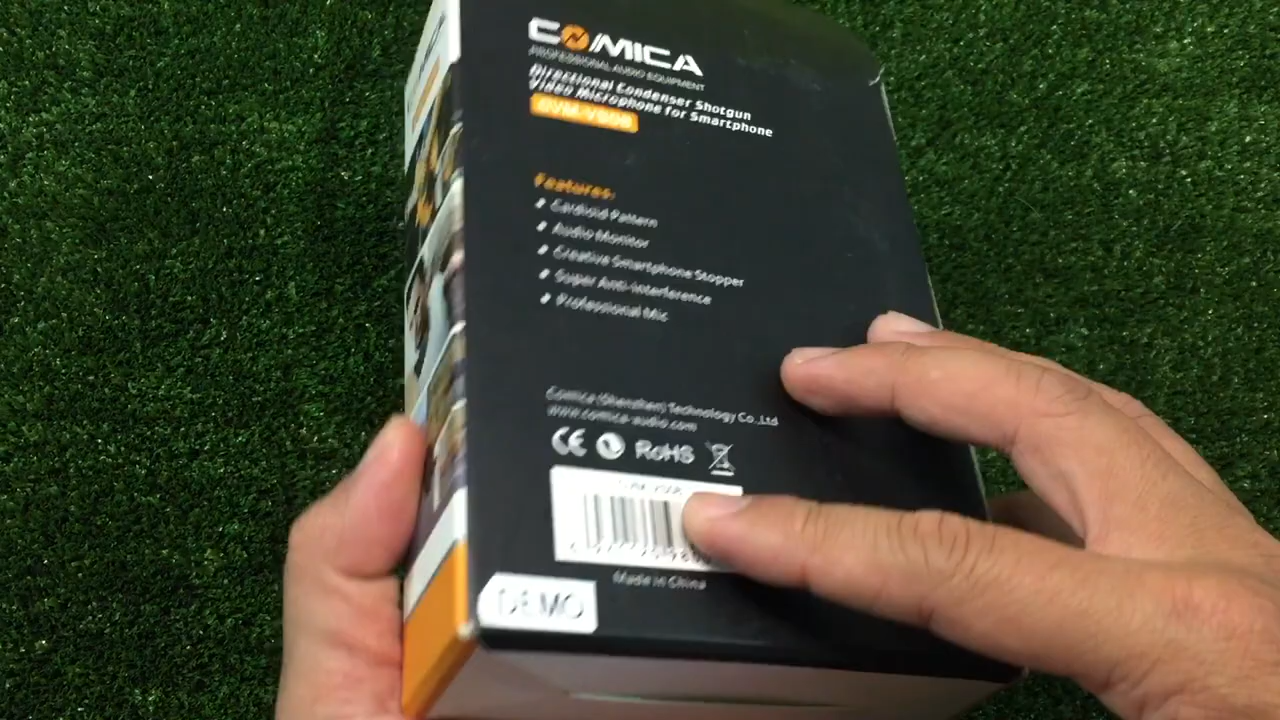 COMICA
PROFESSIONAL AUDIO EQUIPMENT
Directional Condenser Shotgun
Video Microphone for Smartphone
Features:
Cardioid Pattern
Audio Monitor
Creative Smartphone Stopper
Super Anti-interference
Professional Mic
Comica (Shenzhen) Technology Co.,Ltd
www.comica-audio.com
CE RoHS
Made in China
DEMO